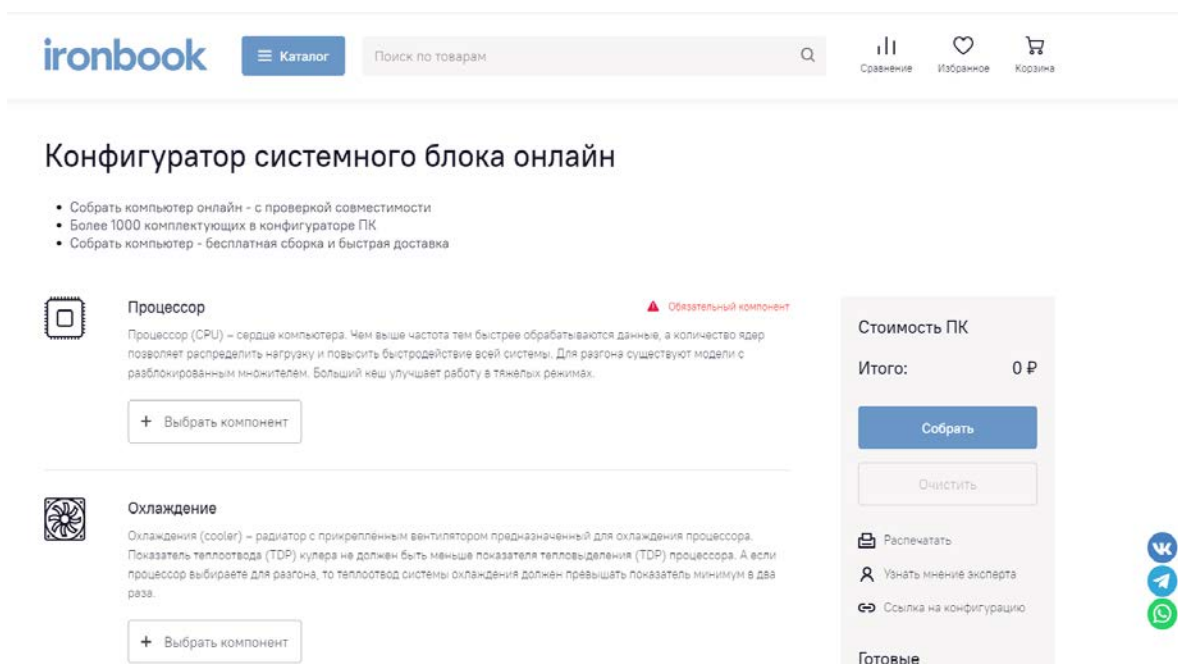 ironbook
Каталог
Поиск по товарам
Сравнение
Избранное
Корзина
Конфигуратор системного блока онлайн
• Собрать компьютер онлайн - с проверкой совместимости
• Более 1000 комплектующих в конфигураторе ПК
• Собрать компьютер - бесплатная сборка и быстрая доставка
Процессор
Обязательный компонент
Процессор (CPU) – сердце компьютера. Чем выше частота тем быстрее обрабатываются данные, а количество ядер
позволяет распределить нагрузку и повысить быстродействие всей системы. Для разгона существуют модели с
разблокированным множителем. Больший кеш улучшает работу в тяжелых режимах.
+ Выбрать компонент
Охлаждение
Охлаждения (cooler) – радиатор с прикреплённым вентилятором предназначенный для охлаждения процессора.
Показатель теплоотвода (TDP) кулера не должен быть меньше показателя тепловыделения (TDP) процессора. А если
процессор выбираете для разгона, то теплоотвод системы охлаждения должен превышать показатель минимум в два
раза.
+ Выбрать компонент
Стоимость ПК
Итого: 0 ₽
Собрать
Очистить
Распечатать
Узнать мнение эксперта
Ссылка на конфигурацию
Готовые